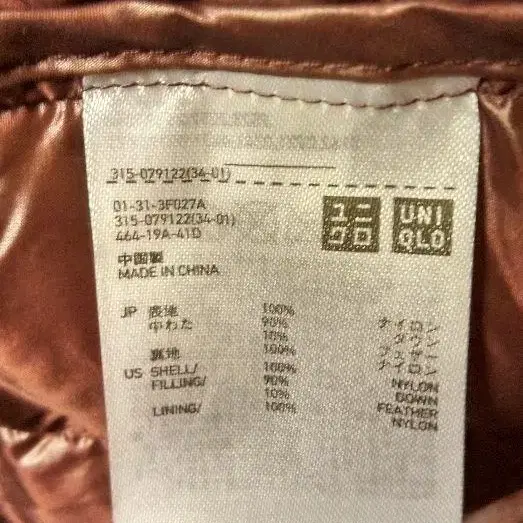 315-079122(34-01)
01-31-3F027A
315-079122(34-01)
464-19A-41D
ユニ
クロ
UNI
QLO
中国製
MADE IN CHINA
JP 表地 100% ナイロン
中わた 90% ダウン
10% フェザー
裏地 100% ナイロン
US SHELL/ 100% NYLON
FILLING/ 90% DOWN
10% FEATHER
LINING/ 100% NYLON